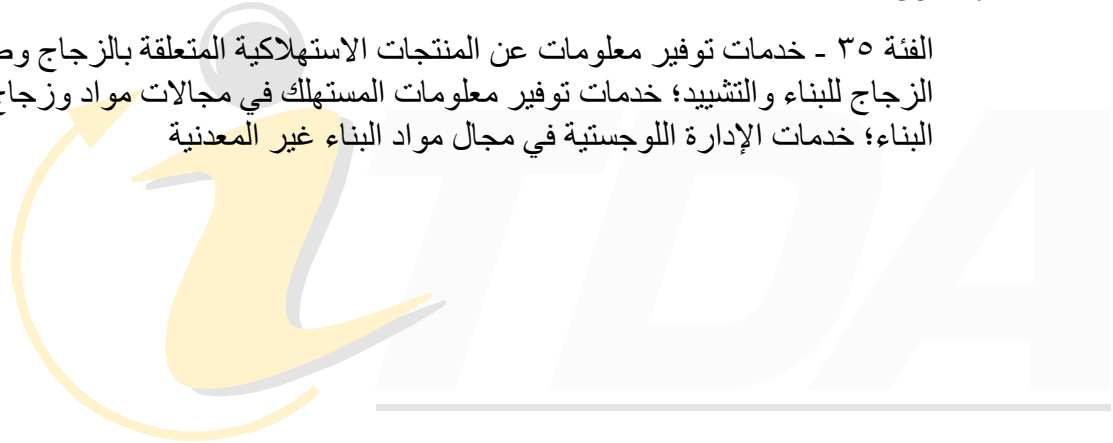 الفئة ٣٥ - خدمات توفير معلومات عن المنتجات الاستهلاكية المتعلقة بالزجاج
الزجاج للبناء والتشييد؛ خدمات توفير معلومات المستهلك في مجالات مواد
البناء؛ خدمات الإدارة اللوجستية في مجال مواد البناء غير المعدنية
iTDA